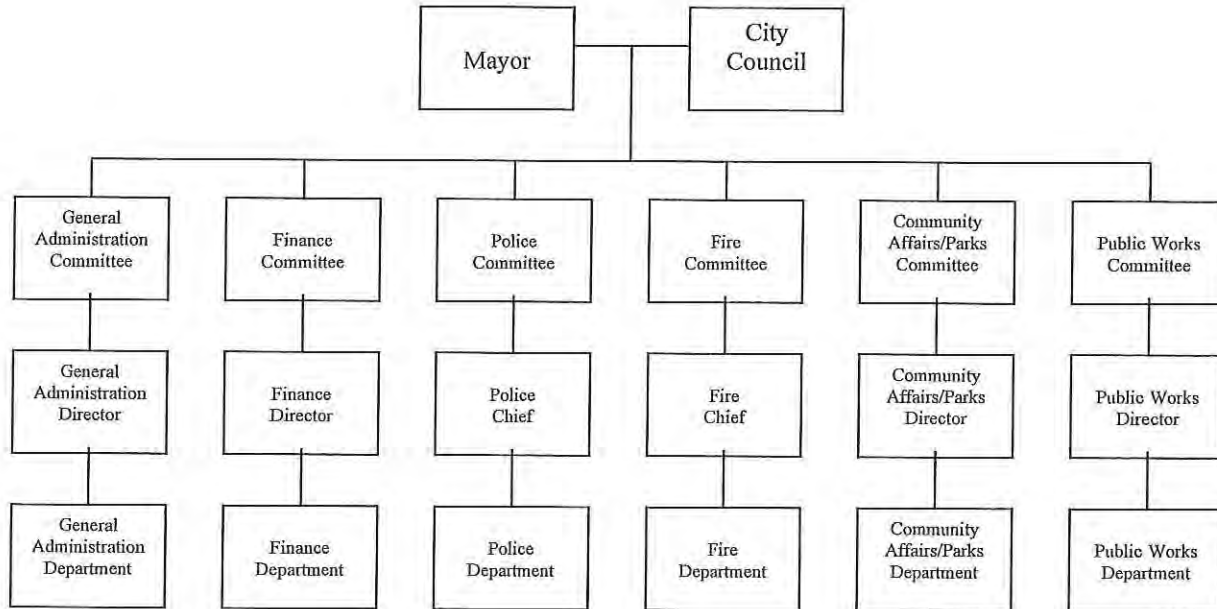 Mayor
City
Council
General
Administration
Committee
Finance
Committee
Police
Committee
Fire
Committee
Community
Affairs/Parks
Committee
Public Works
Committee
General
Administration
Director
Finance
Director
Police
Chief
Fire
Chief
Community
Affairs/Parks
Director
Public Works
Director
General
Administration
Department
Finance
Department
Police
Department
Fire
Department
Community
Affairs/Parks
Department
Public Works
Department